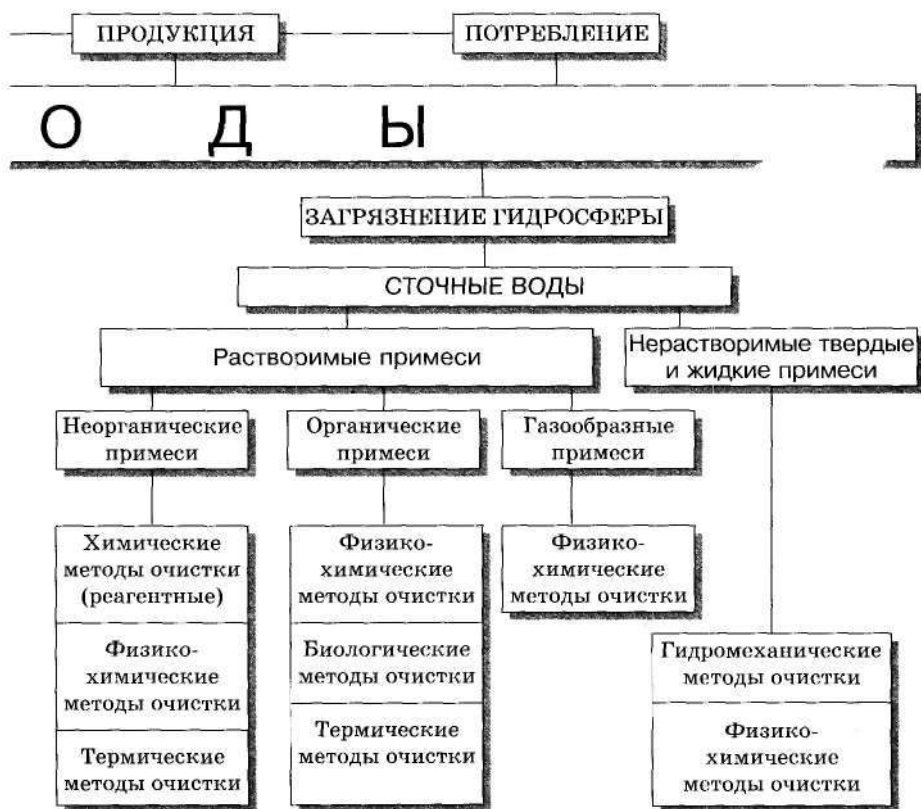 ПРОДУКЦИЯ
ПОТРЕБЛЕНИЕ
О Д Ы
ЗАГРЯЗНЕНИЕ ГИДРОСФЕРЫ
СТОЧНЫЕ ВОДЫ
Растворимые примеси
Нерастворимые твердые
и жидкие примеси
Неорганические
примеси
Органические
примеси
Газообразные
примеси
Химические
методы очистки
(реагентные)
Физико-
химические
методы очистки
Термические
методы очистки
Физико-
химические
методы очистки
Биологические
методы очистки
Термические
методы очистки
Физико-
химические
методы очистки
Гидромеханические
методы очистки
Физико-
химические
методы очистки